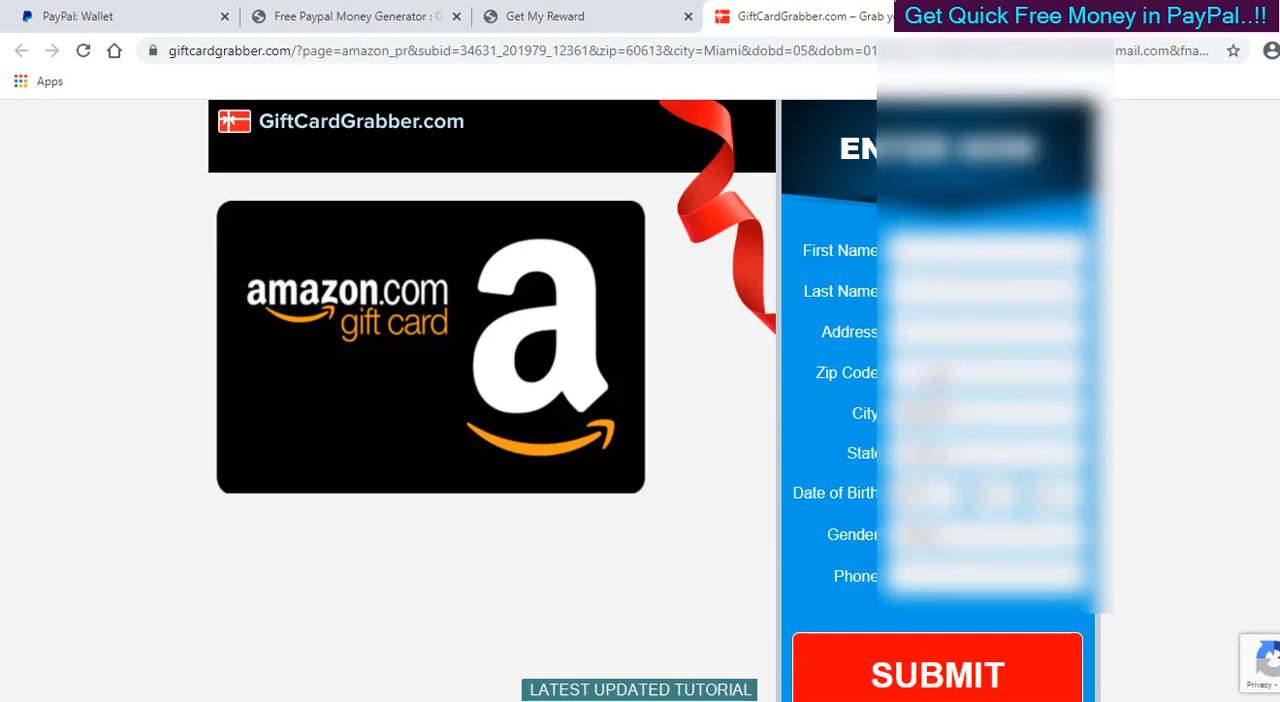 PayPal: Wallet
Free Paypal Money Generator : G
Get My Reward
GiftCardGrabber.com – Grab y
Get Quick Free Money in PayPal..!!
giftcardgrabber.com/?page=amazon_pr&subid=34631_201979_12361&zip=60613&city=Miami&dobd=05&dobm=01
mail.com&fna...
Apps
GiftCardGrabber.com
amazon.com
gift card
a
First Name
Last Name
Address
Zip Code
City
State
Date of Birth
Gender
Phone
SUBMIT
LATEST UPDATED TUTORIAL
Privacy -